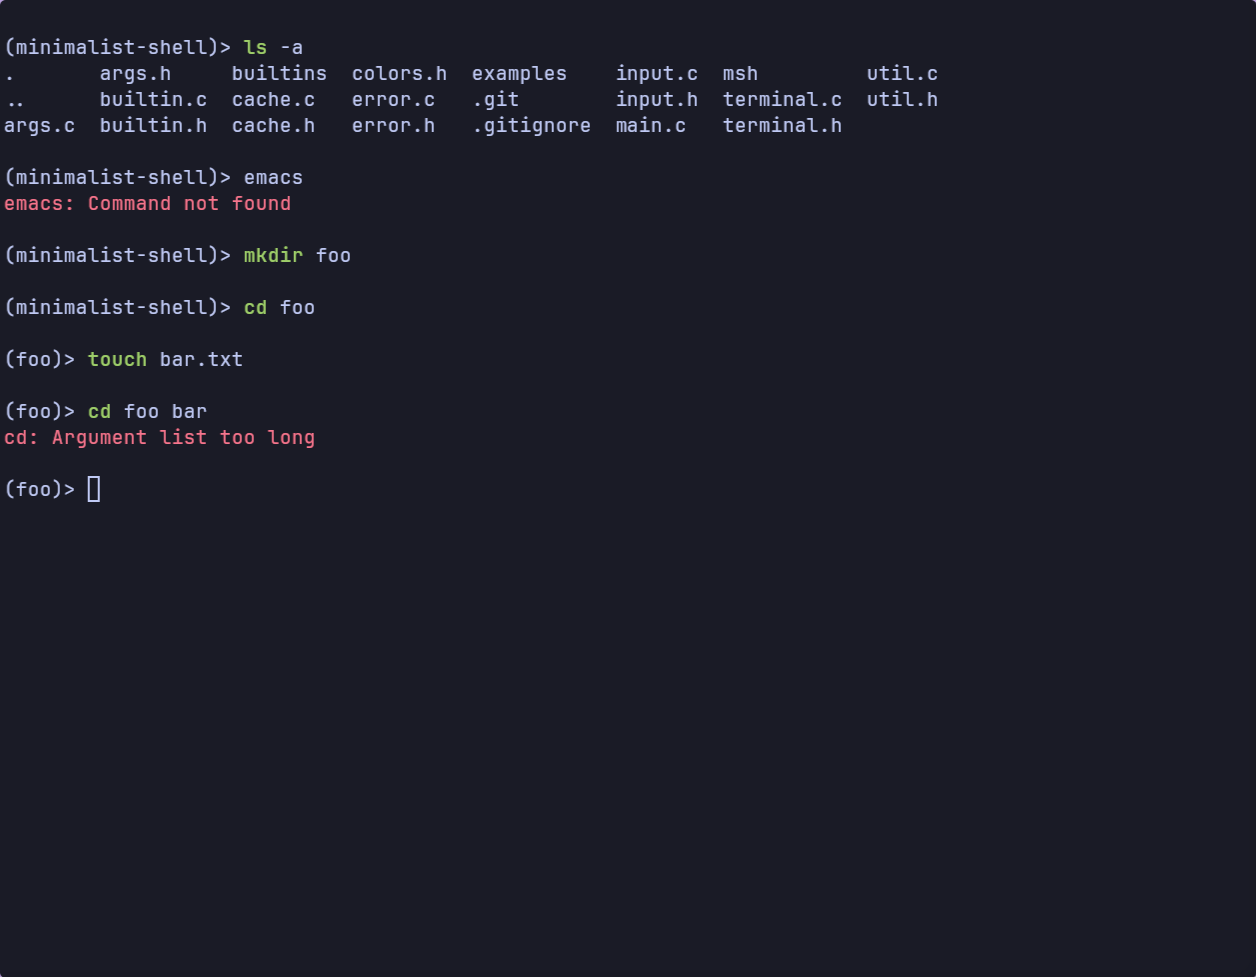 (minimalist-shell)> ls -a
.       args.h     builtins  colors.h  examples    input.c  msh         util.c
..      builtin.c  cache.c   error.c   .git        input.h  terminal.c  util.h
args.c  builtin.h  cache.h   error.h   .gitignore  main.c   terminal.h
(minimalist-shell)> emacs
emacs: Command not found
(minimalist-shell)> mkdir foo
(minimalist-shell)> cd foo
(foo)> touch bar.txt
(foo)> cd foo bar
cd: Argument list too long
(foo)>